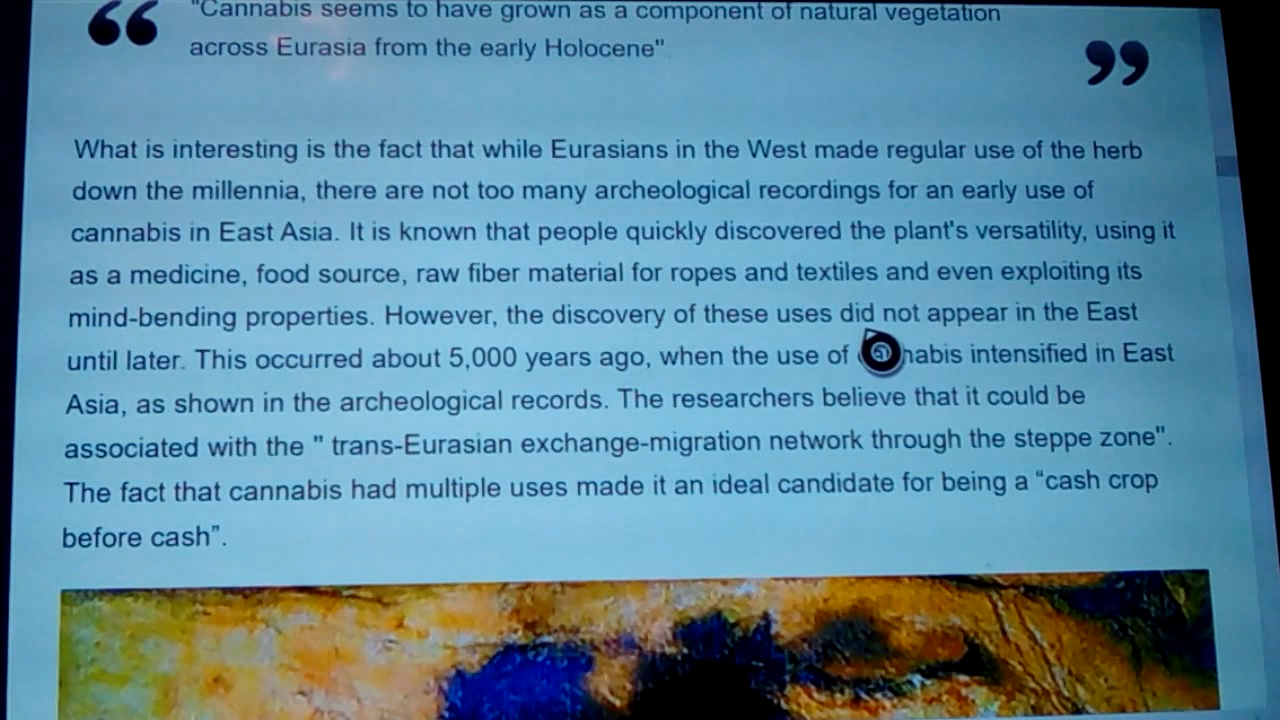 "Cannabis seems to have grown as a component of natural vegetation
across Eurasia from the early Holocene".
What is interesting is the fact that while Eurasians in the West made regular use of the herb
down the millennia, there are not too many archeological recordings for an early use of
cannabis in East Asia. It is known that people quickly discovered the plant's versatility, using it
as a medicine, food source, raw fiber material for ropes and textiles and even exploiting its
mind-bending properties. However, the discovery of these uses did not appear in the East
until later. This occurred about 5,000 years ago, when the use of nabis intensified in East
Asia, as shown in the archeological records. The researchers believe that it could be
associated with the " trans-Eurasian exchange-migration network through the steppe zone".
The fact that cannabis had multiple uses made it an ideal candidate for being a “cash crop
before cash”.